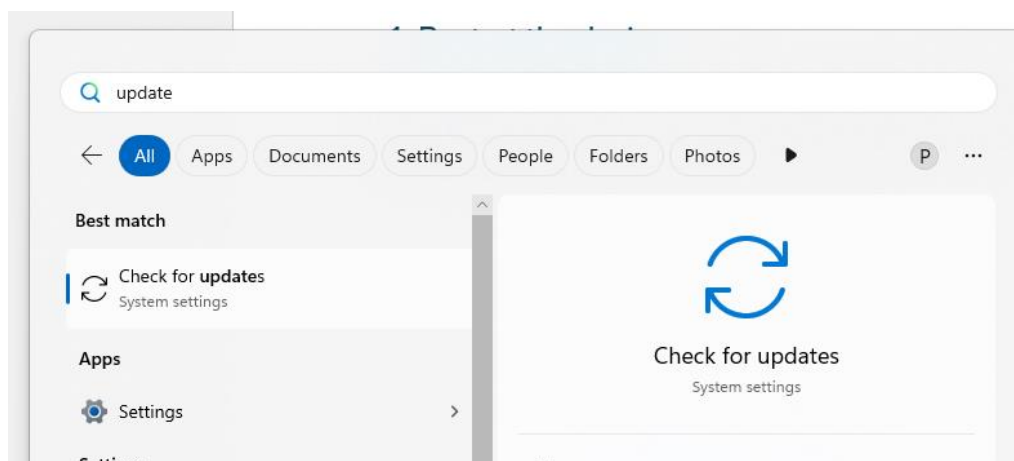 update
All Apps Documents Settings People Folders Photos P ...
Best match
Check for updates
System settings
Apps
Settings
Check for updates
System settings